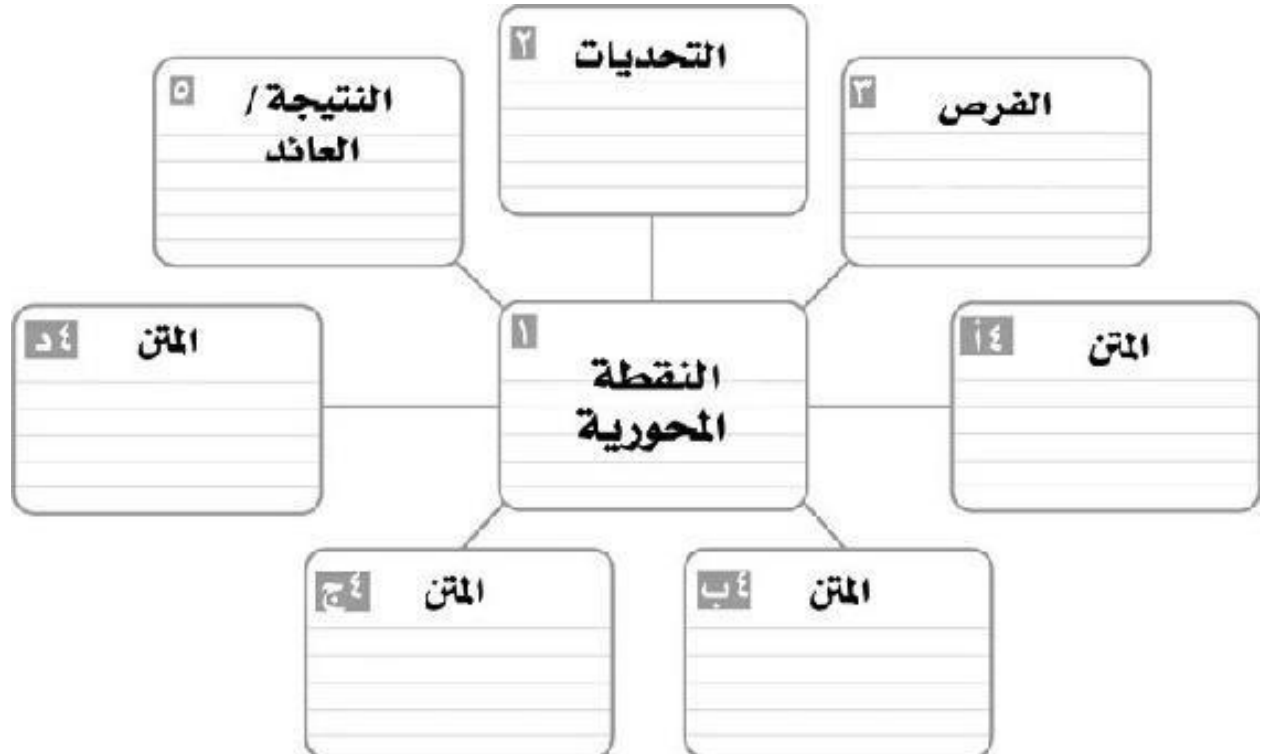 ٢
التحديات
٣
الفرص
٥
النتيجة /
العائد
١
النقطة
المحورية
٤أ
المتن
٤د
المتن
٤ب
المتن
٤ج
المتن